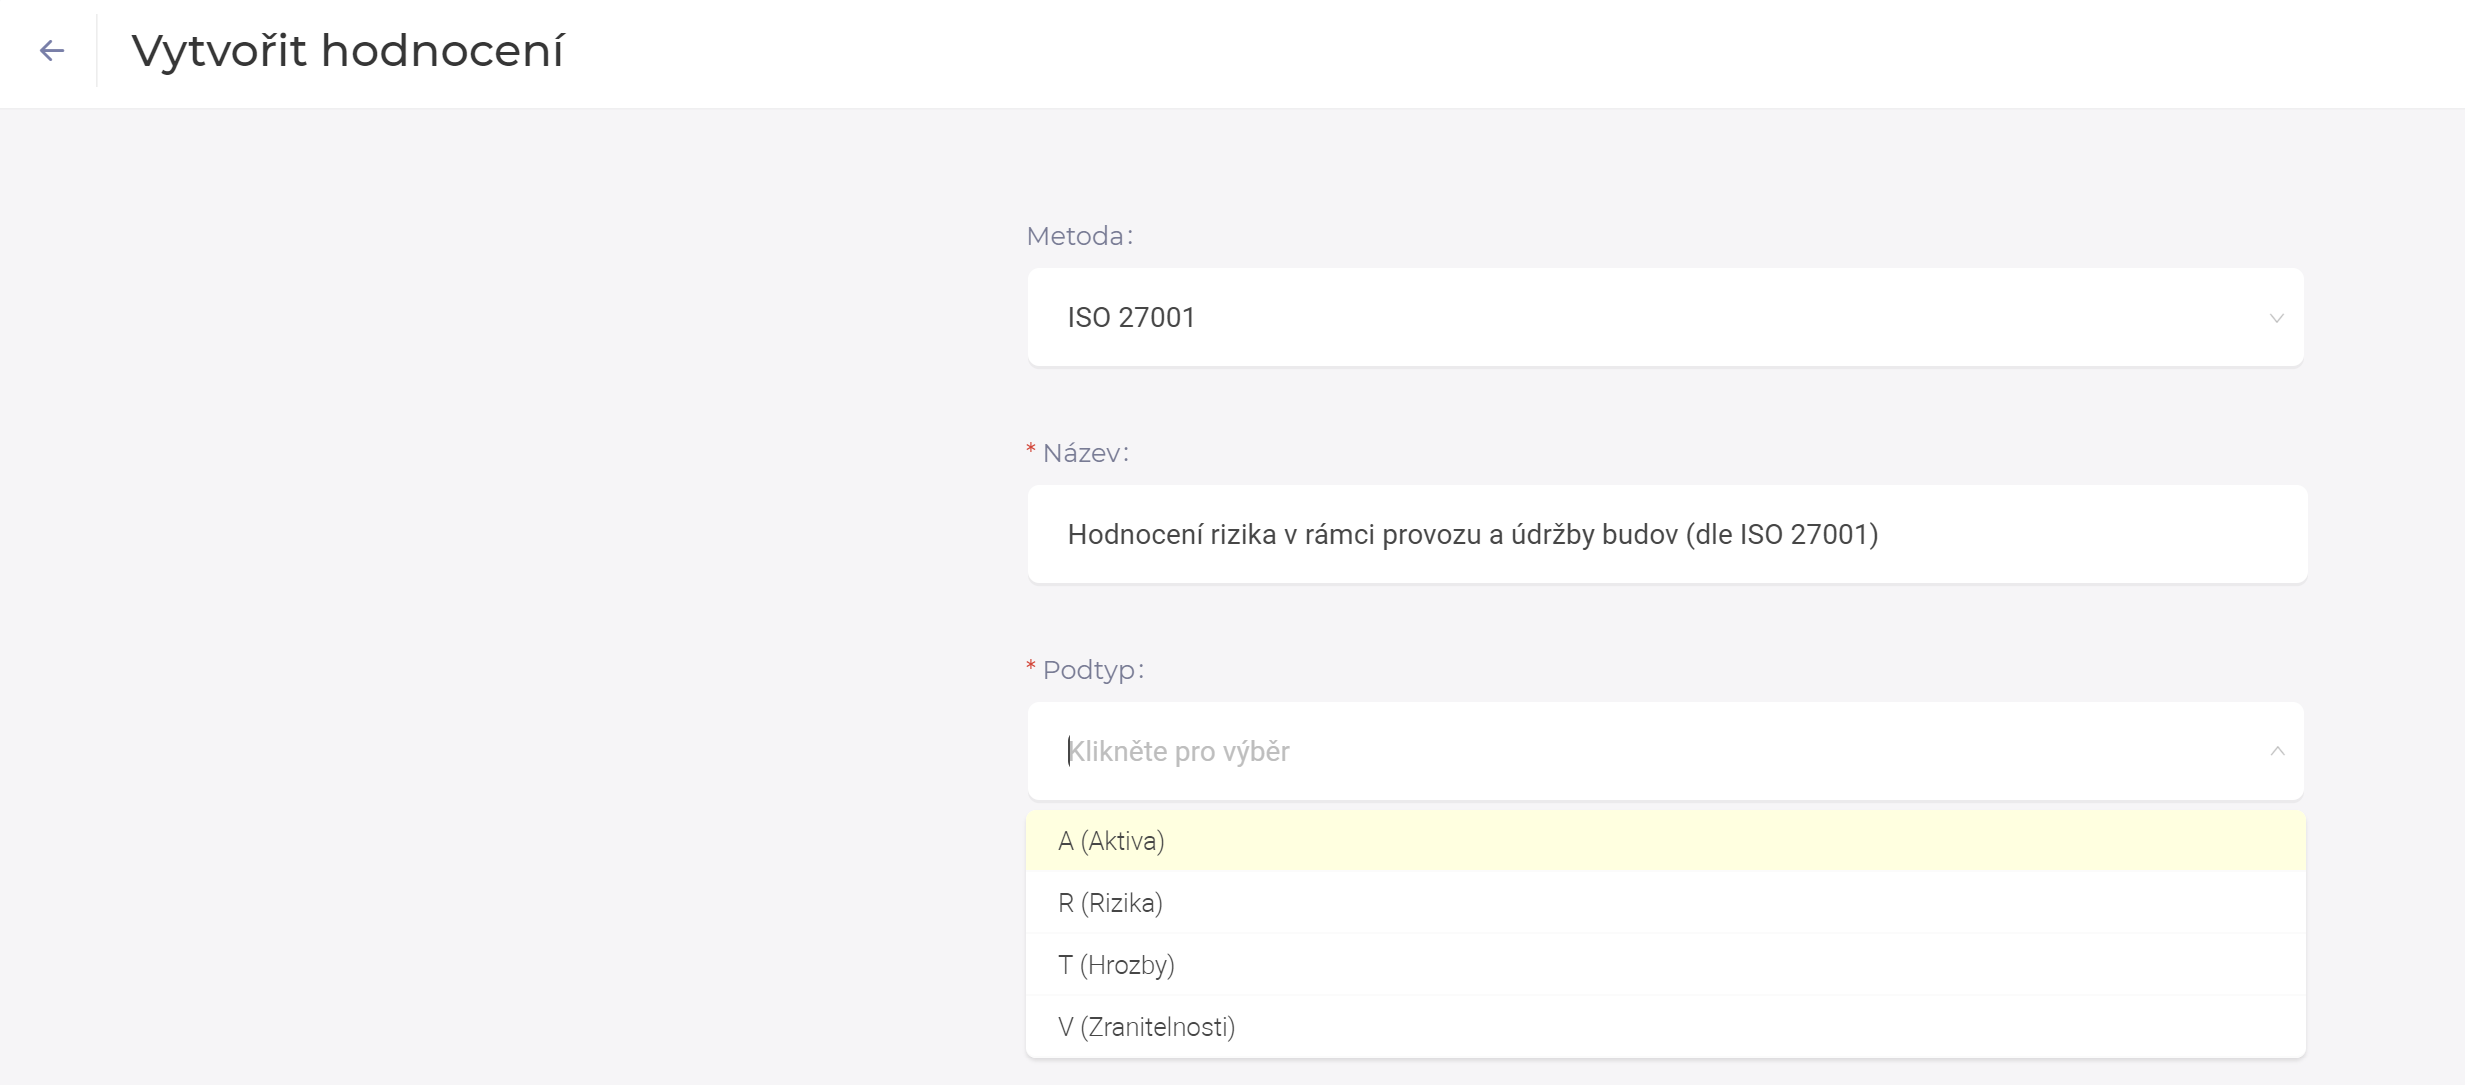 Vytvořit hodnocení
Metoda:
ISO 27001
* Název:
Hodnocení rizika v rámci provozu a údržby budov (dle ISO 27001)
* Podtyp:
Klikněte pro výběr
A (Aktiva)
R (Rizika)
T (Hrozby)
V (Zranitelnosti)